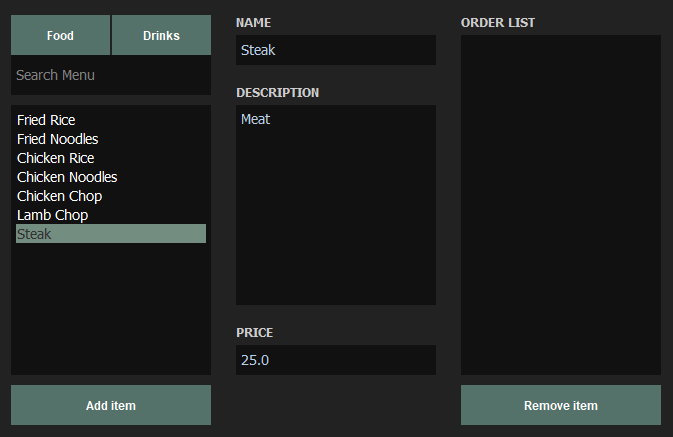 Food
Drinks
Search Menu
Fried Rice
Fried Noodles
Chicken Rice
Chicken Noodles
Chicken Chop
Lamb Chop
Steak
Add item
NAME
Steak
DESCRIPTION
Meat
PRICE
25.0
ORDER LIST
Remove item